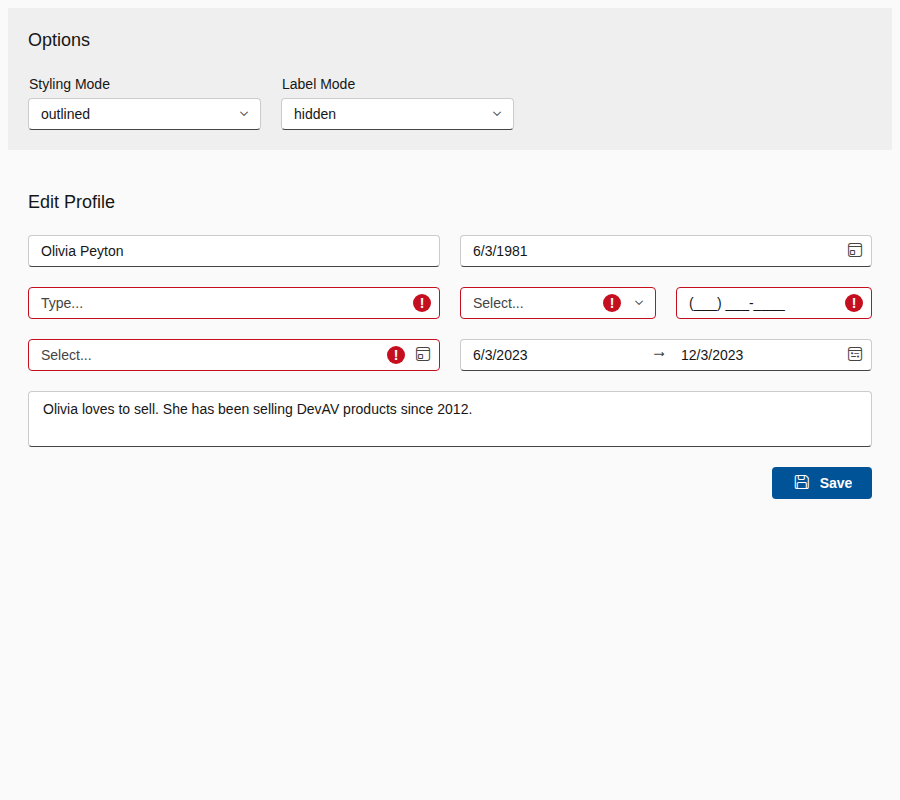 Options
Styling Mode Label Mode
outlined hidden
Edit Profile
Olivia Peyton 6/3/1981
Type... Select... (___) ___-____
Select... 6/3/2023 → 12/3/2023
Olivia loves to sell. She has been selling DevAV products since 2012.
Save